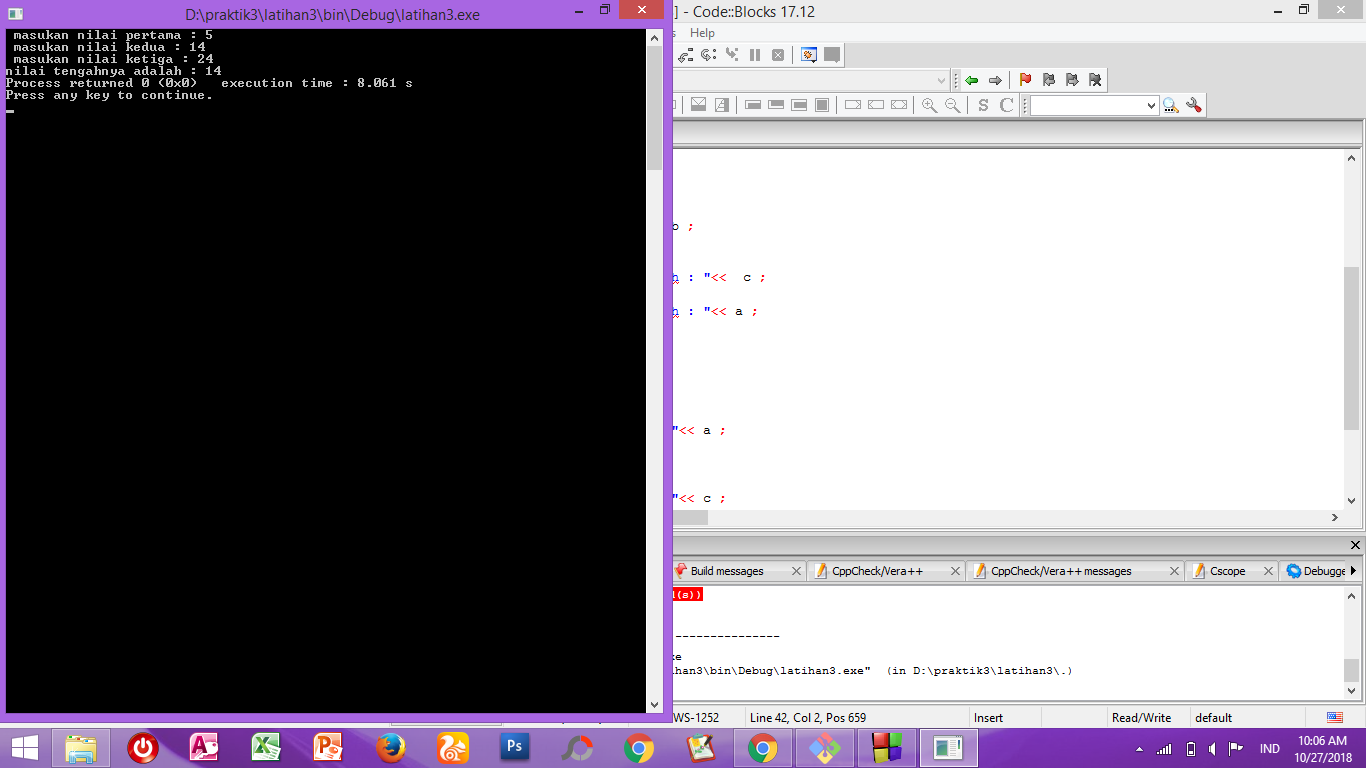 D:\praktik3\latihan3\bin\Debug\latihan3.exe
masukan nilai pertama : 5
masukan nilai kedua : 14
masukan nilai ketiga : 24
nilai tengahnya adalah : 14
Process returned 0 (0x0)   execution time : 8.061 s
Press any key to continue.
] - Code::Blocks 17.12
Help
S C
;
: "<<  c ;
: "<< a ;
"<< a ;
"<< c ;
Build messages
CppCheck/Vera++
CppCheck/Vera++ messages
Cscope
Debugge
(s))
---------------
xe
han3\bin\Debug\latihan3.exe"  (in D:\praktik3\latihan3\.)
WS-1252
Line 42, Col 2, Pos 659
Insert
Read/Write
default
Ps
IND
10:06 AM
10/27/2018